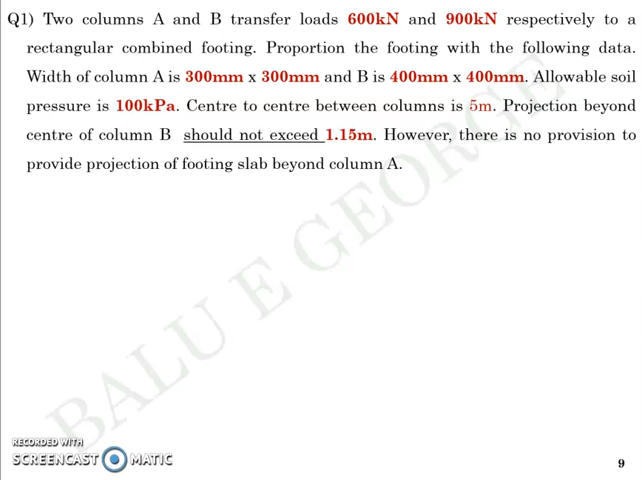 Q1) Two columns A and B transfer loads 600kN and 900kN respectively to a
rectangular combined footing. Proportion the footing with the following data.
Width of column A is 300mm x 300mm and B is 400mm x 400mm. Allowable soil
pressure is 100kPa. Centre to centre between columns is 5m. Projection beyond
centre of column B should not exceed 1.15m. However, there is no provision to
provide projection of footing slab beyond column A.
BALU E GEORGE
RECORDED WITH
SCREENCAST MATIC
9